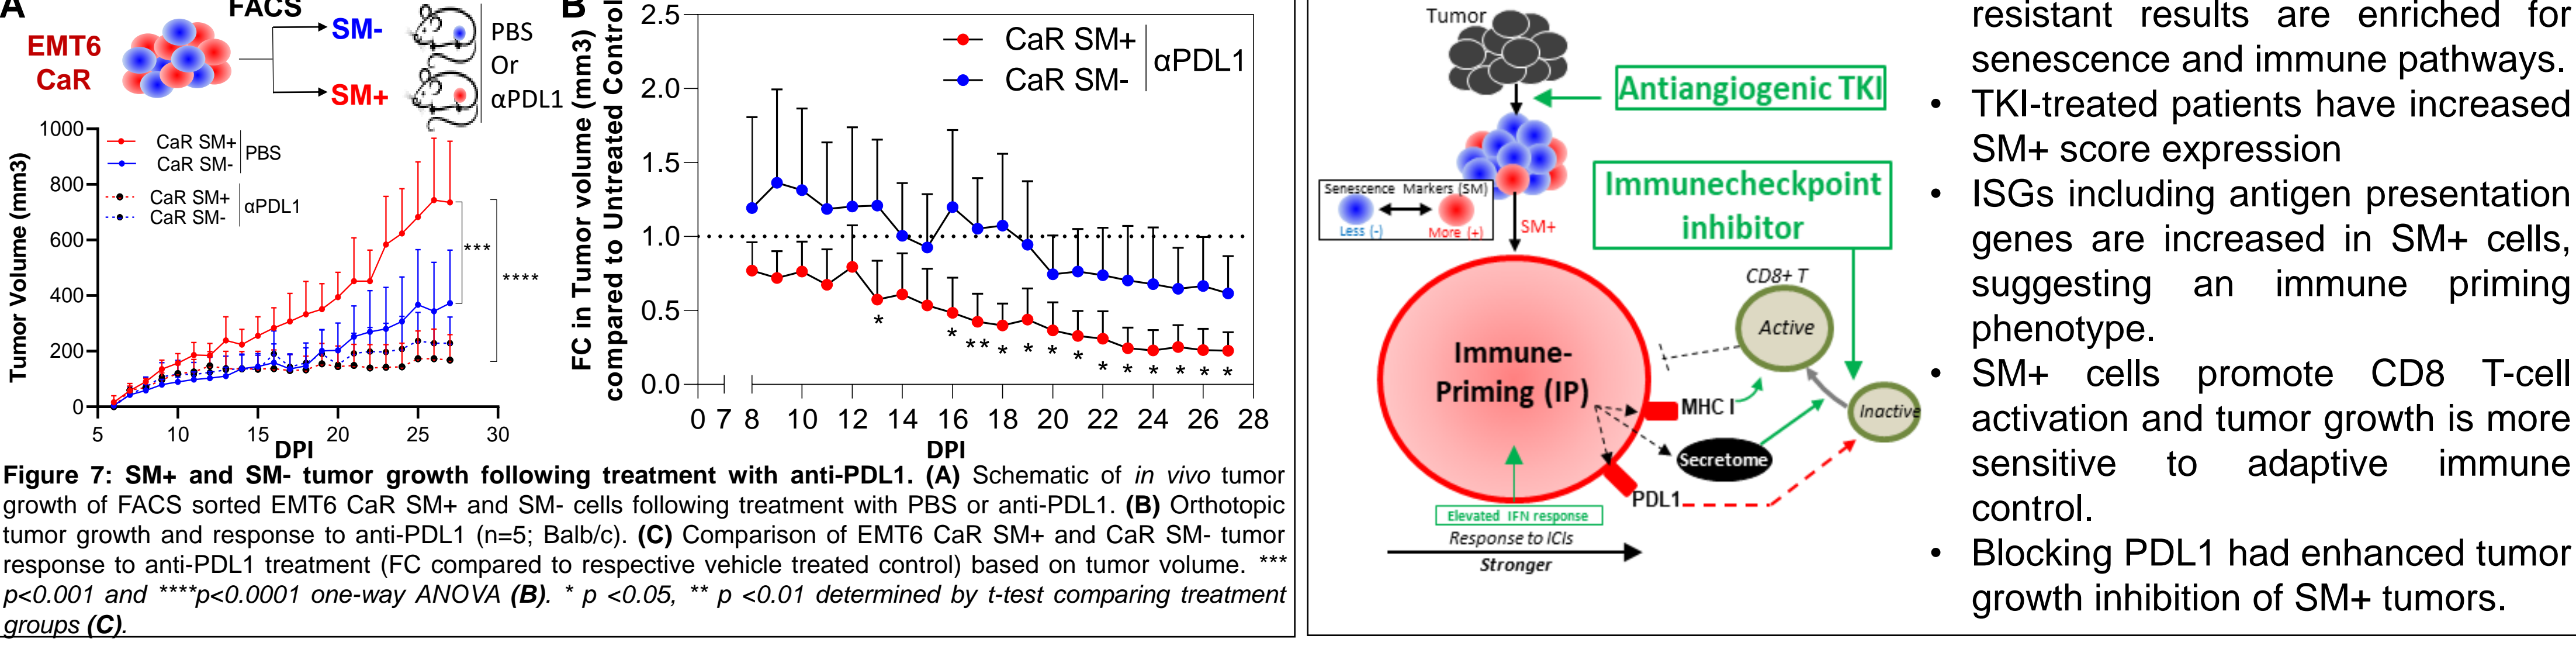 A
FACS
EMT6
CaR
SM-
SM+
PBS
Or
αPDL1
Tumor Volume (mm3)
1000
800
600
400
200
0
CaR SM+
CaR SM-
PBS
CaR SM+
CaR SM-
αPDL1
***
****
5 10 15 20 25 30
DPI
B
FC in Tumor volume (mm3)
compared to Untreated Control
2.5
2.0
1.5
1.0
0.5
0.0
CaR SM+
CaR SM-
αPDL1
* * ** * * * * * * * * * *
0 7 8 10 12 14 16 18 20 22 24 26 28
DPI
Figure 7: SM+ and SM- tumor growth following treatment with anti-PDL1. (A) Schematic of in vivo tumor
growth of FACS sorted EMT6 CaR SM+ and SM- cells following treatment with PBS or anti-PDL1. (B) Orthotopic
tumor growth and response to anti-PDL1 (n=5; Balb/c). (C) Comparison of EMT6 CaR SM+ and CaR SM- tumor
response to anti-PDL1 treatment (FC compared to respective vehicle treated control) based on tumor volume. ***
p<0.001 and ****p<0.0001 one-way ANOVA (B). * p <0.05, ** p <0.01 determined by t-test comparing treatment
groups (C).
Tumor
Antiangiogenic TKI
Immunecheckpoint
inhibitor
Senescence Markers (SM)
Less (-)
More (+)
SM+
CD8+ T
Active
Inactive
Immune-
Priming (IP)
MHC I
Secretome
PDL1
Elevated IFN response
Response to ICIs
Stronger
resistant results are enriched for
senescence and immune pathways.
• TKI-treated patients have increased
SM+ score expression
• ISGs including antigen presentation
genes are increased in SM+ cells,
suggesting an immune priming
phenotype.
• SM+ cells promote CD8 T-cell
activation and tumor growth is more
sensitive to adaptive immune
control.
• Blocking PDL1 had enhanced tumor
growth inhibition of SM+ tumors.